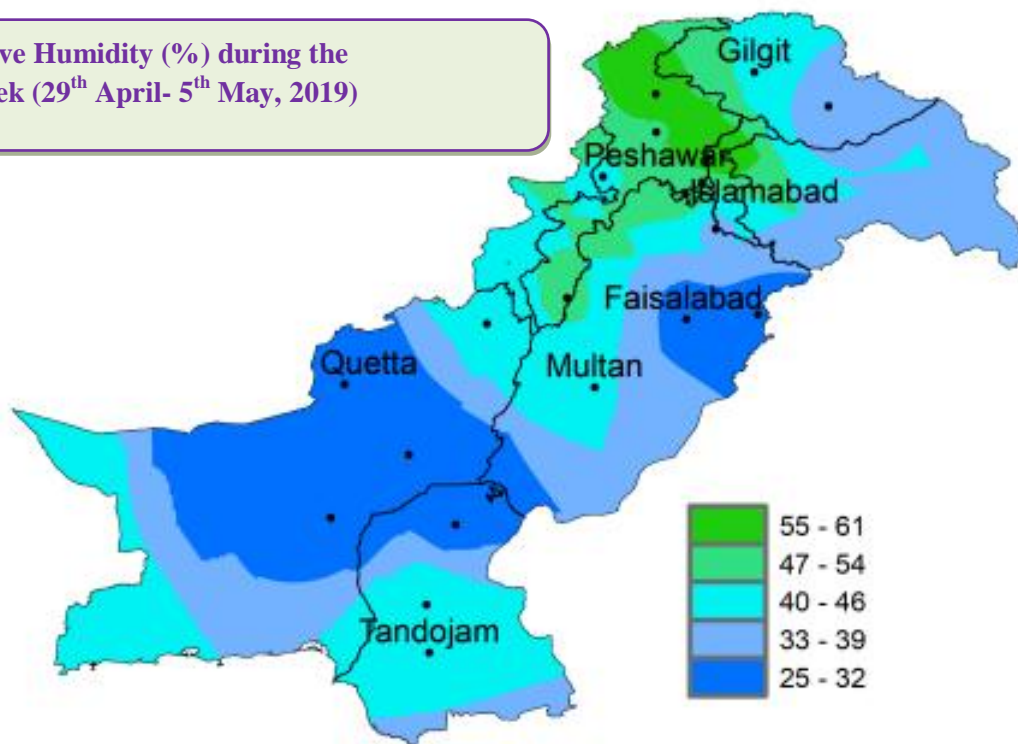 ve Humidity (%) during the
ek (29th April- 5th May, 2019)
Gilgit
Peshawar
Islamabad
Faisalabad
Quetta
Multan
Tandojam
55 - 61
47 - 54
40 - 46
33 - 39
25 - 32